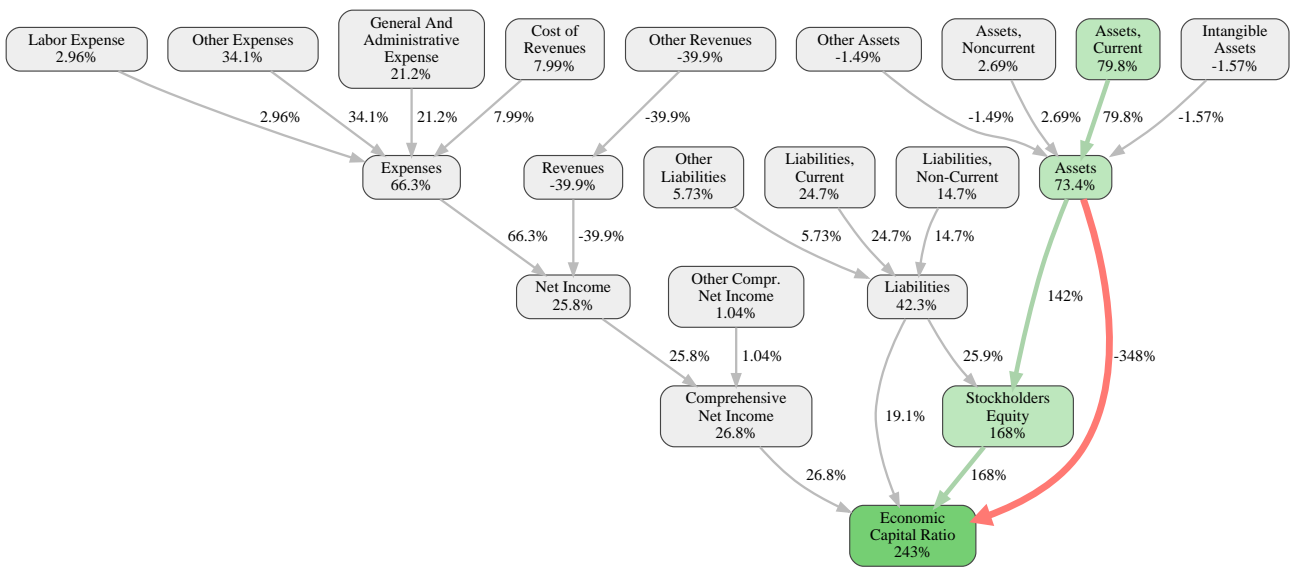 Labor Expense
2.96%
Other Expenses
34.1%
General And
Administrative
Expense
21.2%
Cost of
Revenues
7.99%
Other Revenues
-39.9%
Other Assets
-1.49%
Assets,
Noncurrent
2.69%
Assets,
Current
79.8%
Intangible
Assets
-1.57%
2.96%
34.1%
21.2%
7.99%
-39.9%
-1.49%
2.69%
79.8%
-1.57%
Expenses
66.3%
Revenues
-39.9%
Other
Liabilities
5.73%
Liabilities,
Current
24.7%
Liabilities,
Non-Current
14.7%
Assets
73.4%
66.3%
-39.9%
5.73%
24.7%
14.7%
Net Income
25.8%
Other Compr.
Net Income
1.04%
Liabilities
42.3%
142%
25.8%
1.04%
25.9%
-348%
Comprehensive
Net Income
26.8%
19.1%
Stockholders
Equity
168%
26.8%
168%
Economic
Capital Ratio
243%